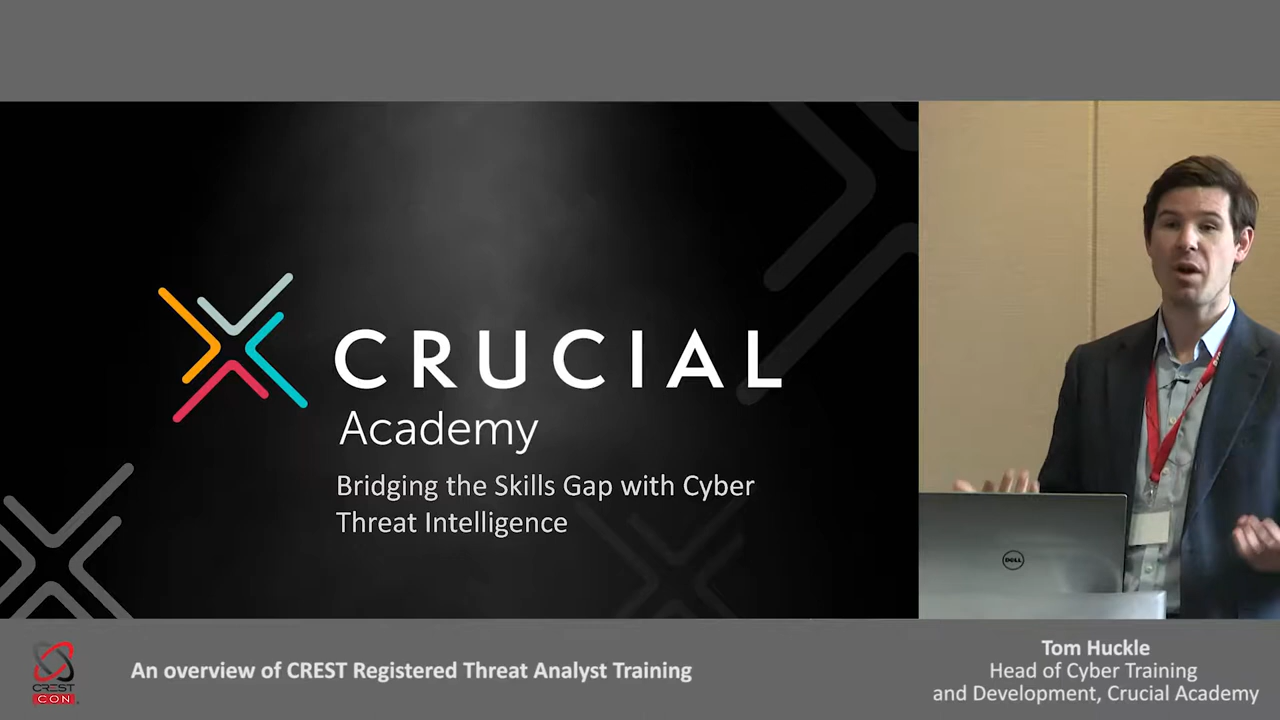 CRUCIAL
Academy
Bridging the Skills Gap with Cyber
Threat Intelligence
DELL
CREST
CON
An overview of CREST Registered Threat Analyst Training
Tom Huckle
Head of Cyber Training
and Development, Crucial Academy